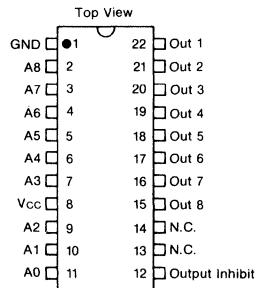 Top View
GND 1 22 Out 1
A8 2 21 Out 2
A7 3 20 Out 3
A6 4 19 Out 4
A5 5 18 Out 5
A4 6 17 Out 6
A3 7 16 Out 7
VCC 8 15 Out 8
A2 9 14 N.C.
A1 10 13 N.C.
A0 11 12 Output Inhibit